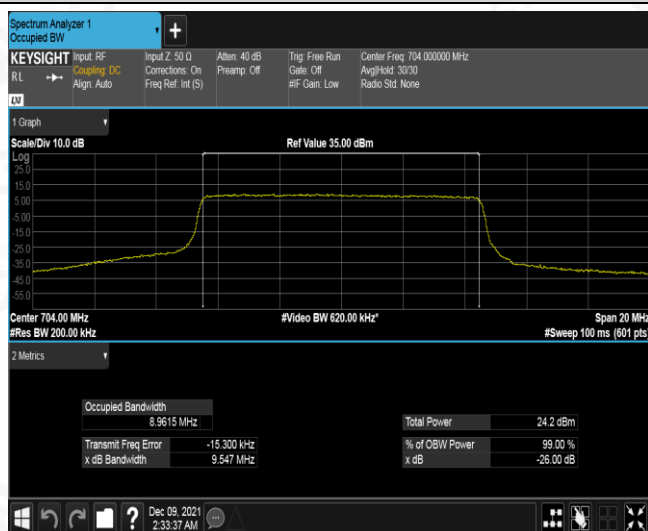 Spectrum Analyzer 1
Occupied BW
KEYSIGHT
RL
LXI
Input: RF
Coupling: DC
Align: Auto
Input Z: 50 Ω
Corrections: On
Freq Ref: Int (S)
Atten: 40 dB
Preamp: Off
Trig: Free Run
Gate: Off
#IF Gain: Low
Center Freq: 704.000000 MHz
Avg|Hold: 30/30
Radio Std: None
1 Graph
Scale/Div 10.0 dB
Ref Value 35.00 dBm
Log
25.0
15.0
5.00
-5.00
-15.0
-25.0
-35.0
-45.0
-55.0
Center 704.00 MHz
#Video BW 620.00 kHz*
Span 20 MHz
#Res BW 200.00 kHz
#Sweep 100 ms (601 pts)
2 Metrics
Occupied Bandwidth
8.9615 MHz
Total Power 24.2 dBm
Transmit Freq Error -15.300 kHz
% of OBW Power 99.00 %
x dB Bandwidth 9.547 MHz
x dB -26.00 dB
?
Dec 09, 2021
2:33:37 AM